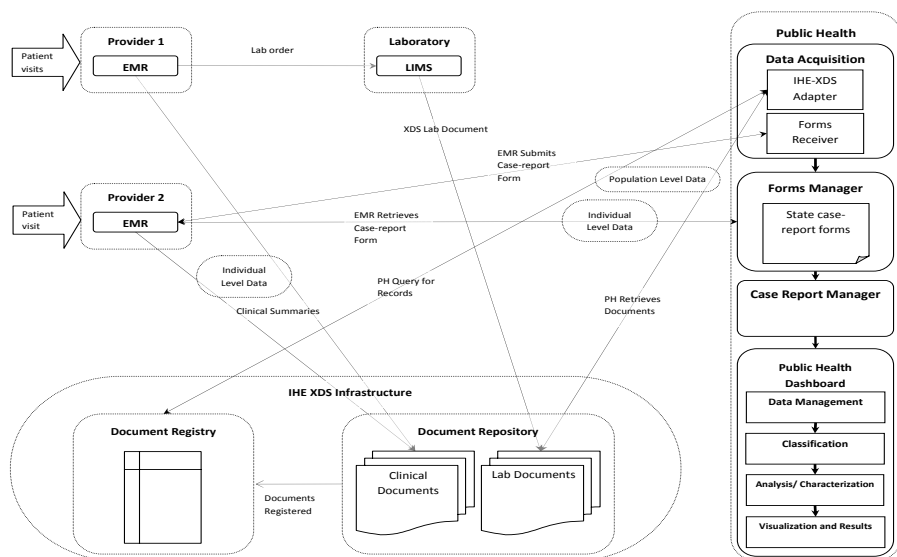 Patient
visits
Provider 1
EMR
Lab order
Laboratory
LIMS
XDS Lab Document
Public Health
Data Acquisition
IHE-XDS
Adapter
Forms
Receiver
EMR Submits
Case-report
Form
Population Level Data
Patient
visit
Provider 2
EMR
EMR Retrieves
Case-report
Form
Individual
Level Data
Forms Manager
State case-
report forms
Individual
Level Data
Clinical Summaries
PH Query for
Records
PH Retrieves
Documents
Case Report Manager
Public Health
Dashboard
Data Management
Classification
Analysis/ Characterization
Visualization and Results
IHE XDS Infrastructure
Document Registry
Documents
Registered
Document Repository
Clinical
Documents
Lab Documents